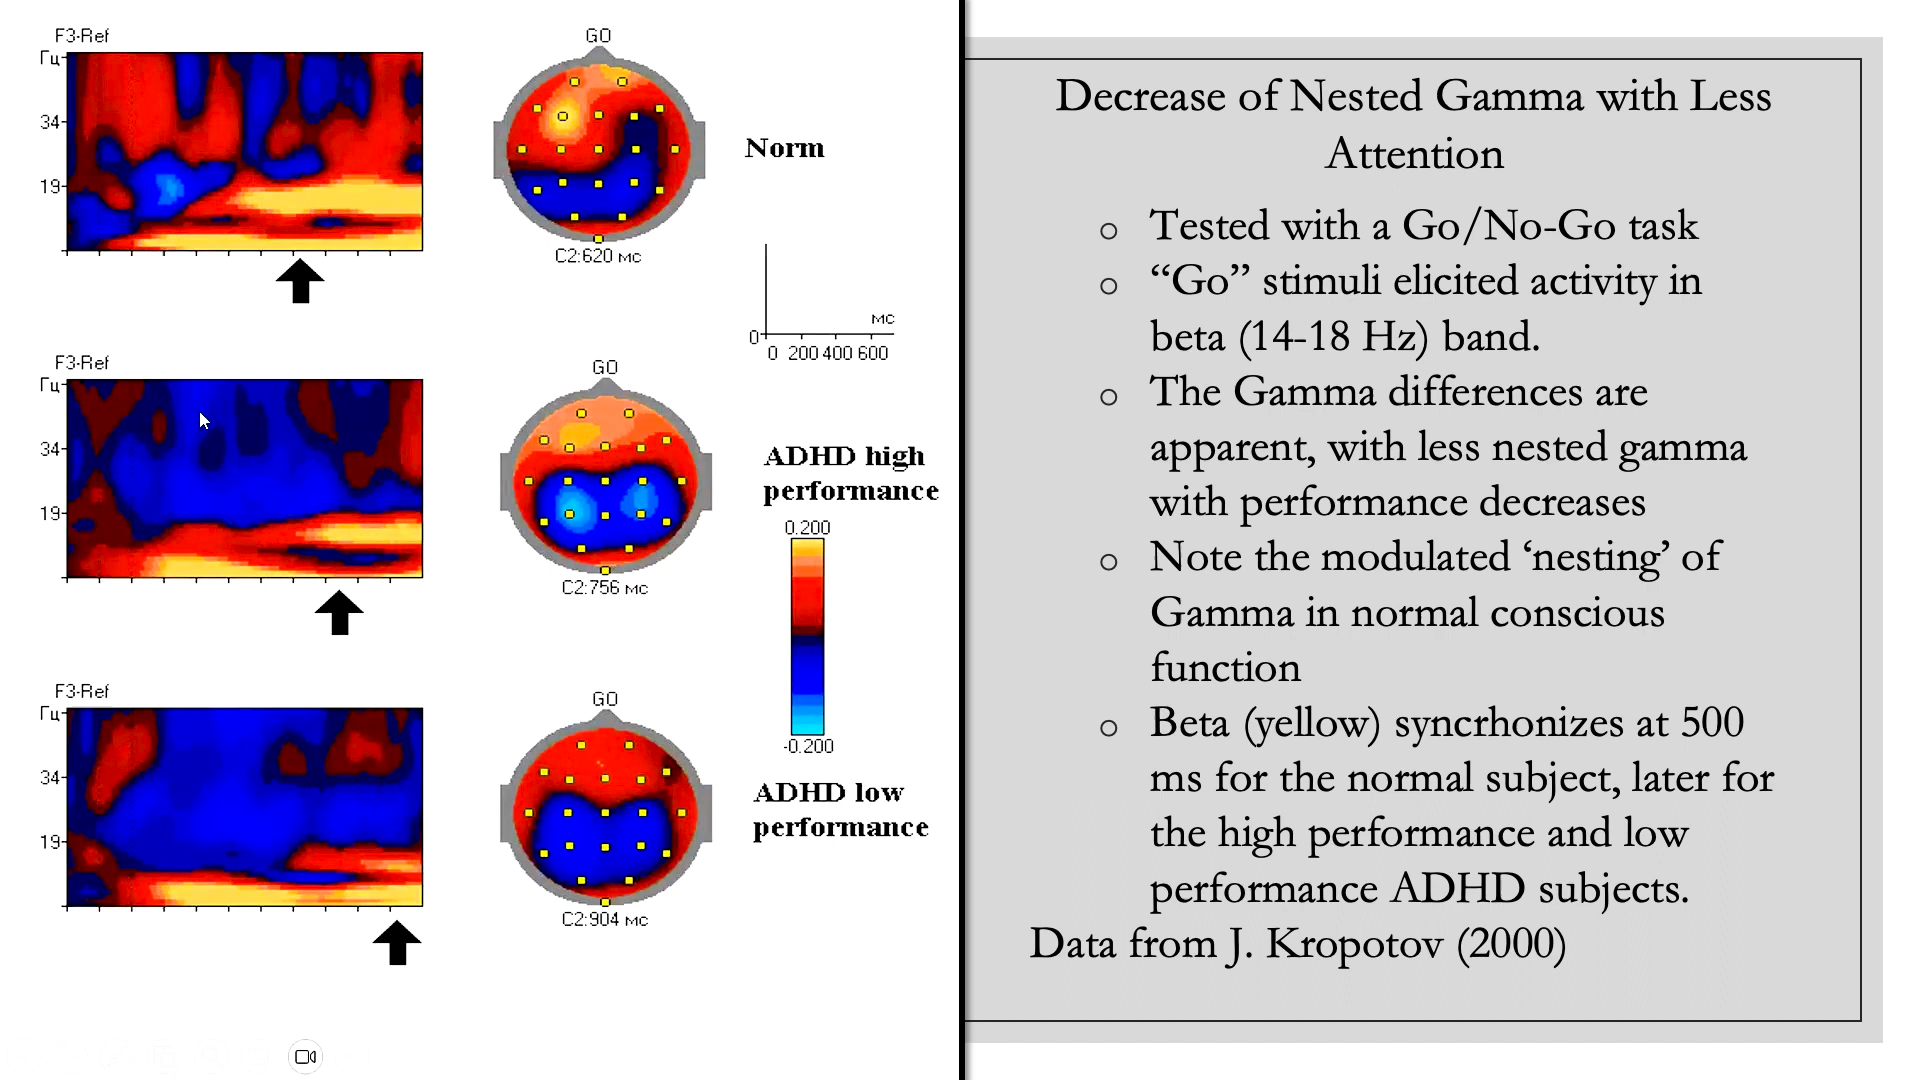 F3-Ref
GO
Гц
34
19
Norm
C2:620 мс
мс
0
0 200 400 600
F3-Ref
GO
Гц
34
19
ADHD high
performance
C2:756 мс
0.200
-0.200
F3-Ref
GO
Гц
34
19
ADHD low
performance
C2:904 мс
Decrease of Nested Gamma with Less
Attention
o Tested with a Go/No-Go task
o “Go” stimuli elicited activity in
beta (14-18 Hz) band.
o The Gamma differences are
apparent, with less nested gamma
with performance decreases
o Note the modulated ‘nesting’ of
Gamma in normal conscious
function
o Beta (yellow) syncrhonizes at 500
ms for the normal subject, later for
the high performance and low
performance ADHD subjects.
Data from J. Kropotov (2000)